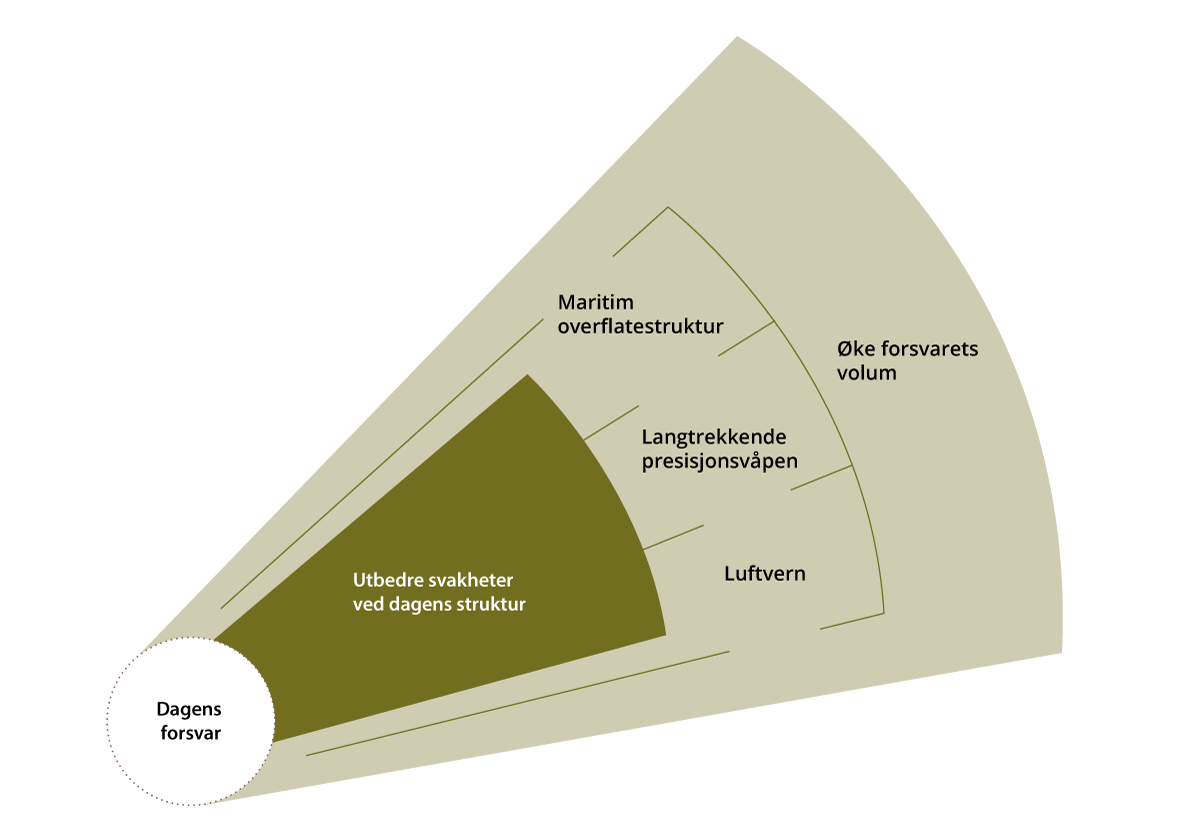 Maritim
overflatestruktur
Øke forsvarets
volum
Langtrekkende
presisjonsvåpen
Luftvern
Utbedre svakheter
ved dagens struktur
Dagens
forsvar